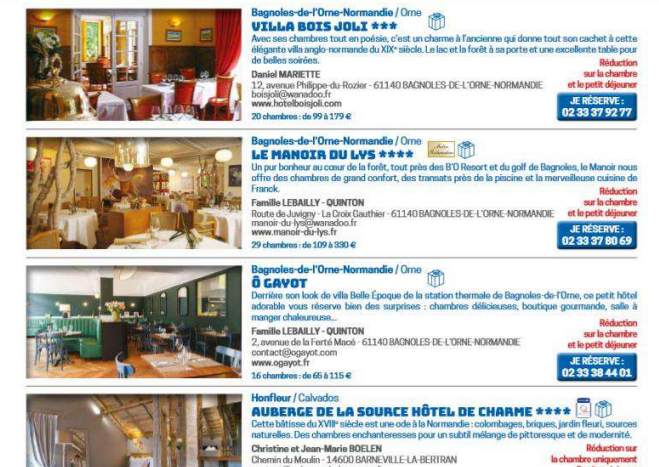 Bagnoles-de-l'Orne-Normandie / Orne
VILLA BOIS JOLI ***
Avec ses chambres tout en poésie, c'est un charme à l'ancienne qui donne tout son cachet à cette
élégante villa anglo-normande du XIXe siècle. Le lac et la forêt à sa porte et une excellente table pour
de belles soirées.
Réduction
sur la chambre
et le petit déjeuner
Daniel MARIETTE
12, avenue Philippe-du-Rozier - 61140 BAGNOLES-DE-L'ORNE-NORMANDIE
boisjoli@wanadoo.fr
www.hotelboisjoli.com
20 chambres : de 99 à 179 €
JE RÉSERVE :
02 33 37 92 77
Bagnoles-de-l'Orne-Normandie / Orne
LE MANOIR DU LYS ****
Un pur bonheur au cœur de la forêt, tout près des B'O Resort et du golf de Bagnoles, le Manoir nous
offre des chambres de grand confort, des transats près de la piscine et la merveilleuse cuisine de
Franck.
Réduction
sur la chambre
et le petit déjeuner
Famille LEBAILLY - QUINTON
Route de Juvigny - La Croix Gauthier - 61140 BAGNOLES-DE-L'ORNE-NORMANDIE
manoir-du-lys@wanadoo.fr
www.manoir-du-lys.fr
29 chambres : de 109 à 330 €
JE RÉSERVE :
02 33 37 80 69
Bagnoles-de-l'Orne-Normandie / Orne
Ô GAYOT
Derrière son look de villa Belle Époque de la station thermale de Bagnoles-de-l'Orne, ce petit hôtel
adorable vous réserve bien des surprises : chambres délicieuses, boutique gourmande, salle à
manger chaleureuse...
Réduction
sur la chambre
et le petit déjeuner
Famille LEBAILLY - QUINTON
2, avenue de la Ferté Macé - 61140 BAGNOLES-DE-L'ORNE-NORMANDIE
contact@ogayot.com
www.ogayot.fr
16 chambres : de 65 à 115 €
JE RÉSERVE :
02 33 38 44 01
Honfleur / Calvados
AUBERGE DE LA SOURCE HÔTEL DE CHARME ****
Cette bâtisse du XVIIIe siècle est une ode à la Normandie : colombages, briques, jardin fleuri, sources
naturelles. Des chambres enchanteresses pour un subtil mélange de pittoresque et de modernité.
Réduction sur
la chambre uniquement
Christine et Jean-Marie BOELEN
Chemin du Moulin - 14600 BARNEVILLE-LA-BERTRAN